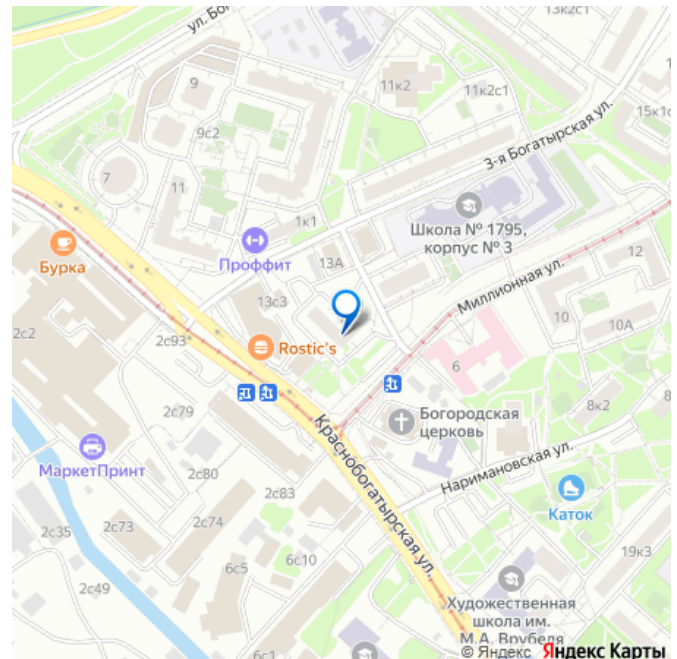 13к2с1
ул. Бог
11к2
11к2с1
9
9с2
15к1с
3-я Богатырская ул.
7
11
1к1
Школа № 1795,
корпус № 3
Проффит
Бурка
13А
Миллионная ул.
12
13с3
10
10А
2с2
2с93
Rostic's
6
8к2
8
2с79
Богородская
церковь
Краснобогатырская ул.
МаркетПринт
2с80
Наримановская ул.
2с83
2с74
Каток
2с35
2с73
6с10
6с5
19к3
2с49
Художественная
школа им.
М.А. Врубеля
6с1
© Яндекс Яндекс Карты